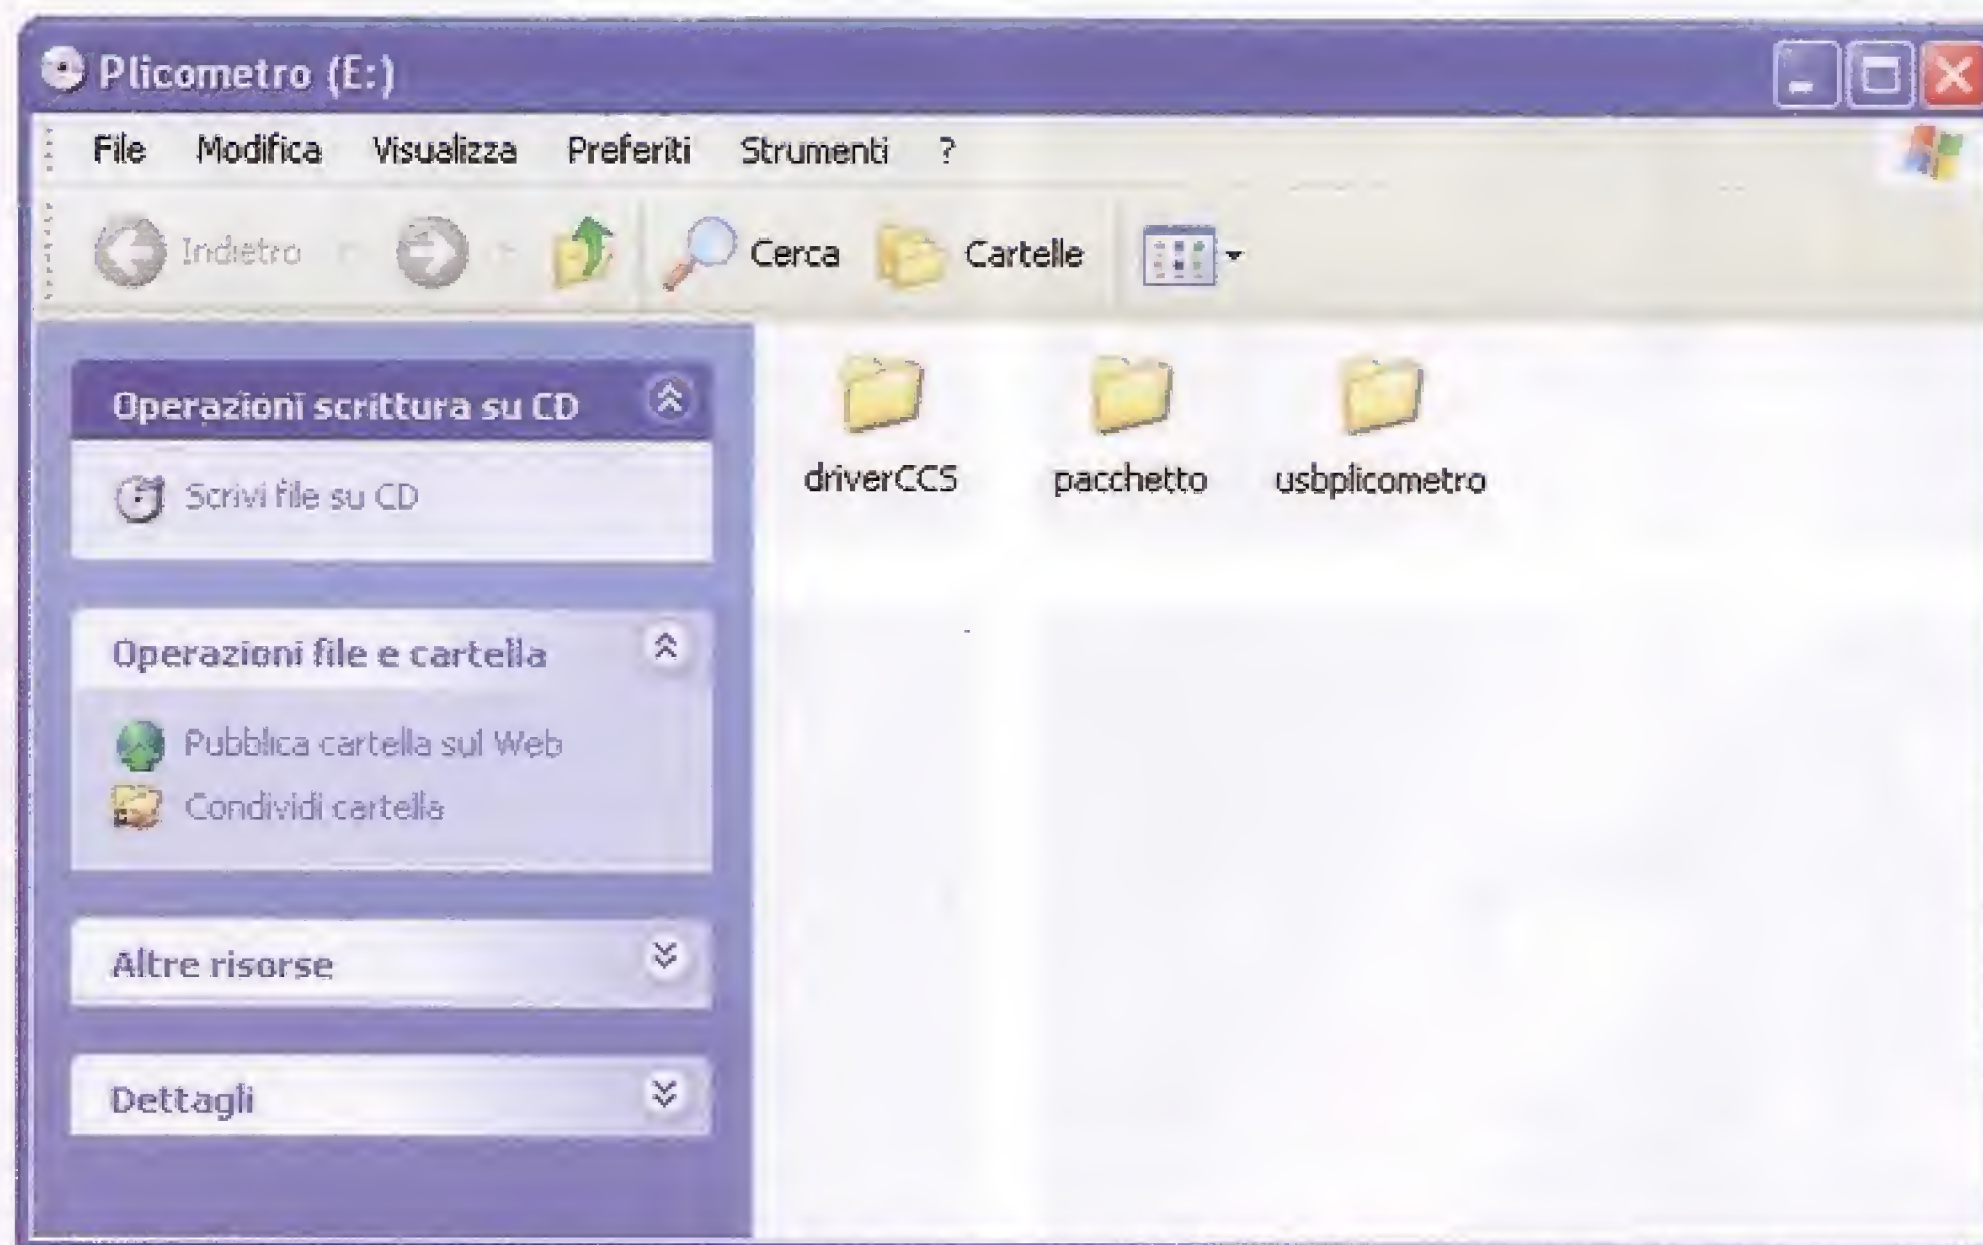 Plicometro (E:)
File Modifica Visualizza Preferiti Strumenti ?
Indietro Cerca Cartelle
Operazioni scrittura su CD
Scrivi file su CD
Operazioni file e cartella
Pubblica cartella sul Web
Condividi cartella
Altre risorse
Dettagli
driverCCS pacchetto usbplicometro